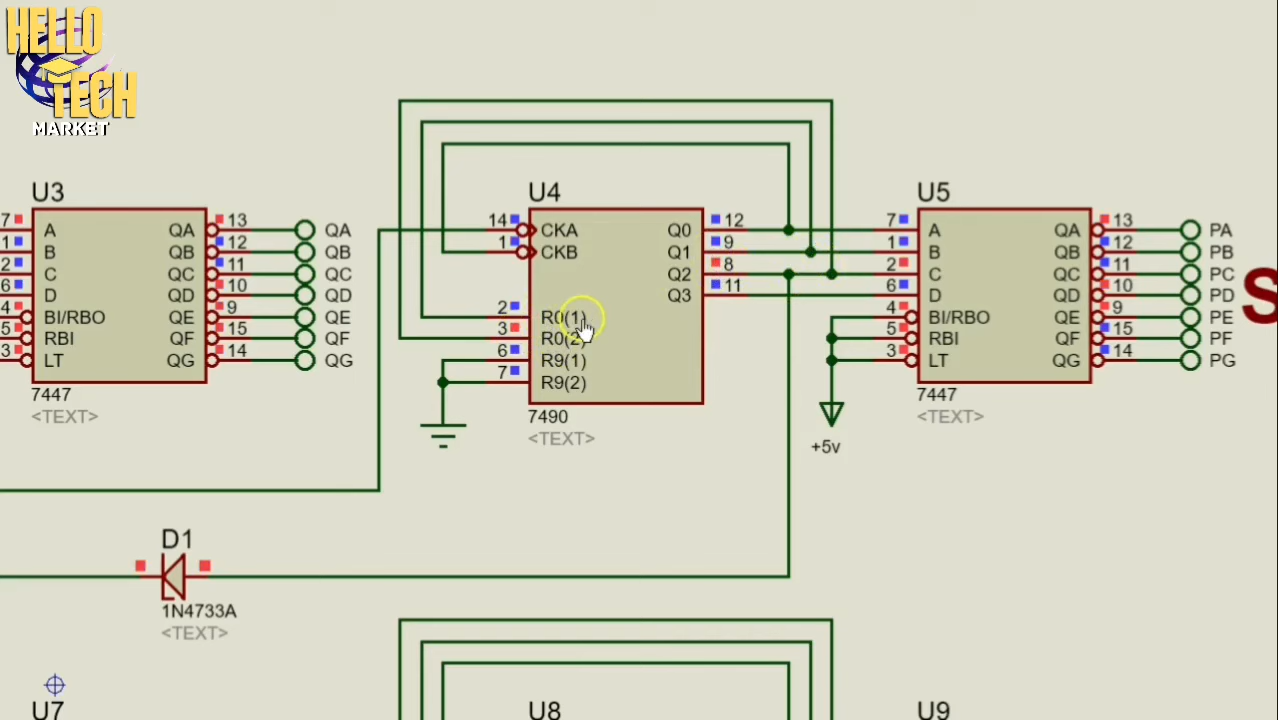 HELLO
TECH
MARKET
U3
7 A QA 13 QA
1 B QB 12 QB
2 C QC 11 QC
6 D QD 10 QD
4 BI/RBO QE 9 QE
5 RBI QF 15 QF
3 LT QG 14 QG
7447
<TEXT>
U4
14 CKA Q0 12
1 CKB Q1 9
Q2 8
Q3 11
2 R0(1)
3 R0(2)
6 R9(1)
7 R9(2)
7490
<TEXT>
U5
7 A QA 13 PA
1 B QB 12 PB
2 C QC 11 PC
6 D QD 10 PD
4 BI/RBO QE 9 PE
5 RBI QF 15 PF
3 LT QG 14 PG
7447
<TEXT>
+5v
S
D1
1N4733A
<TEXT>
U7
U8
U9